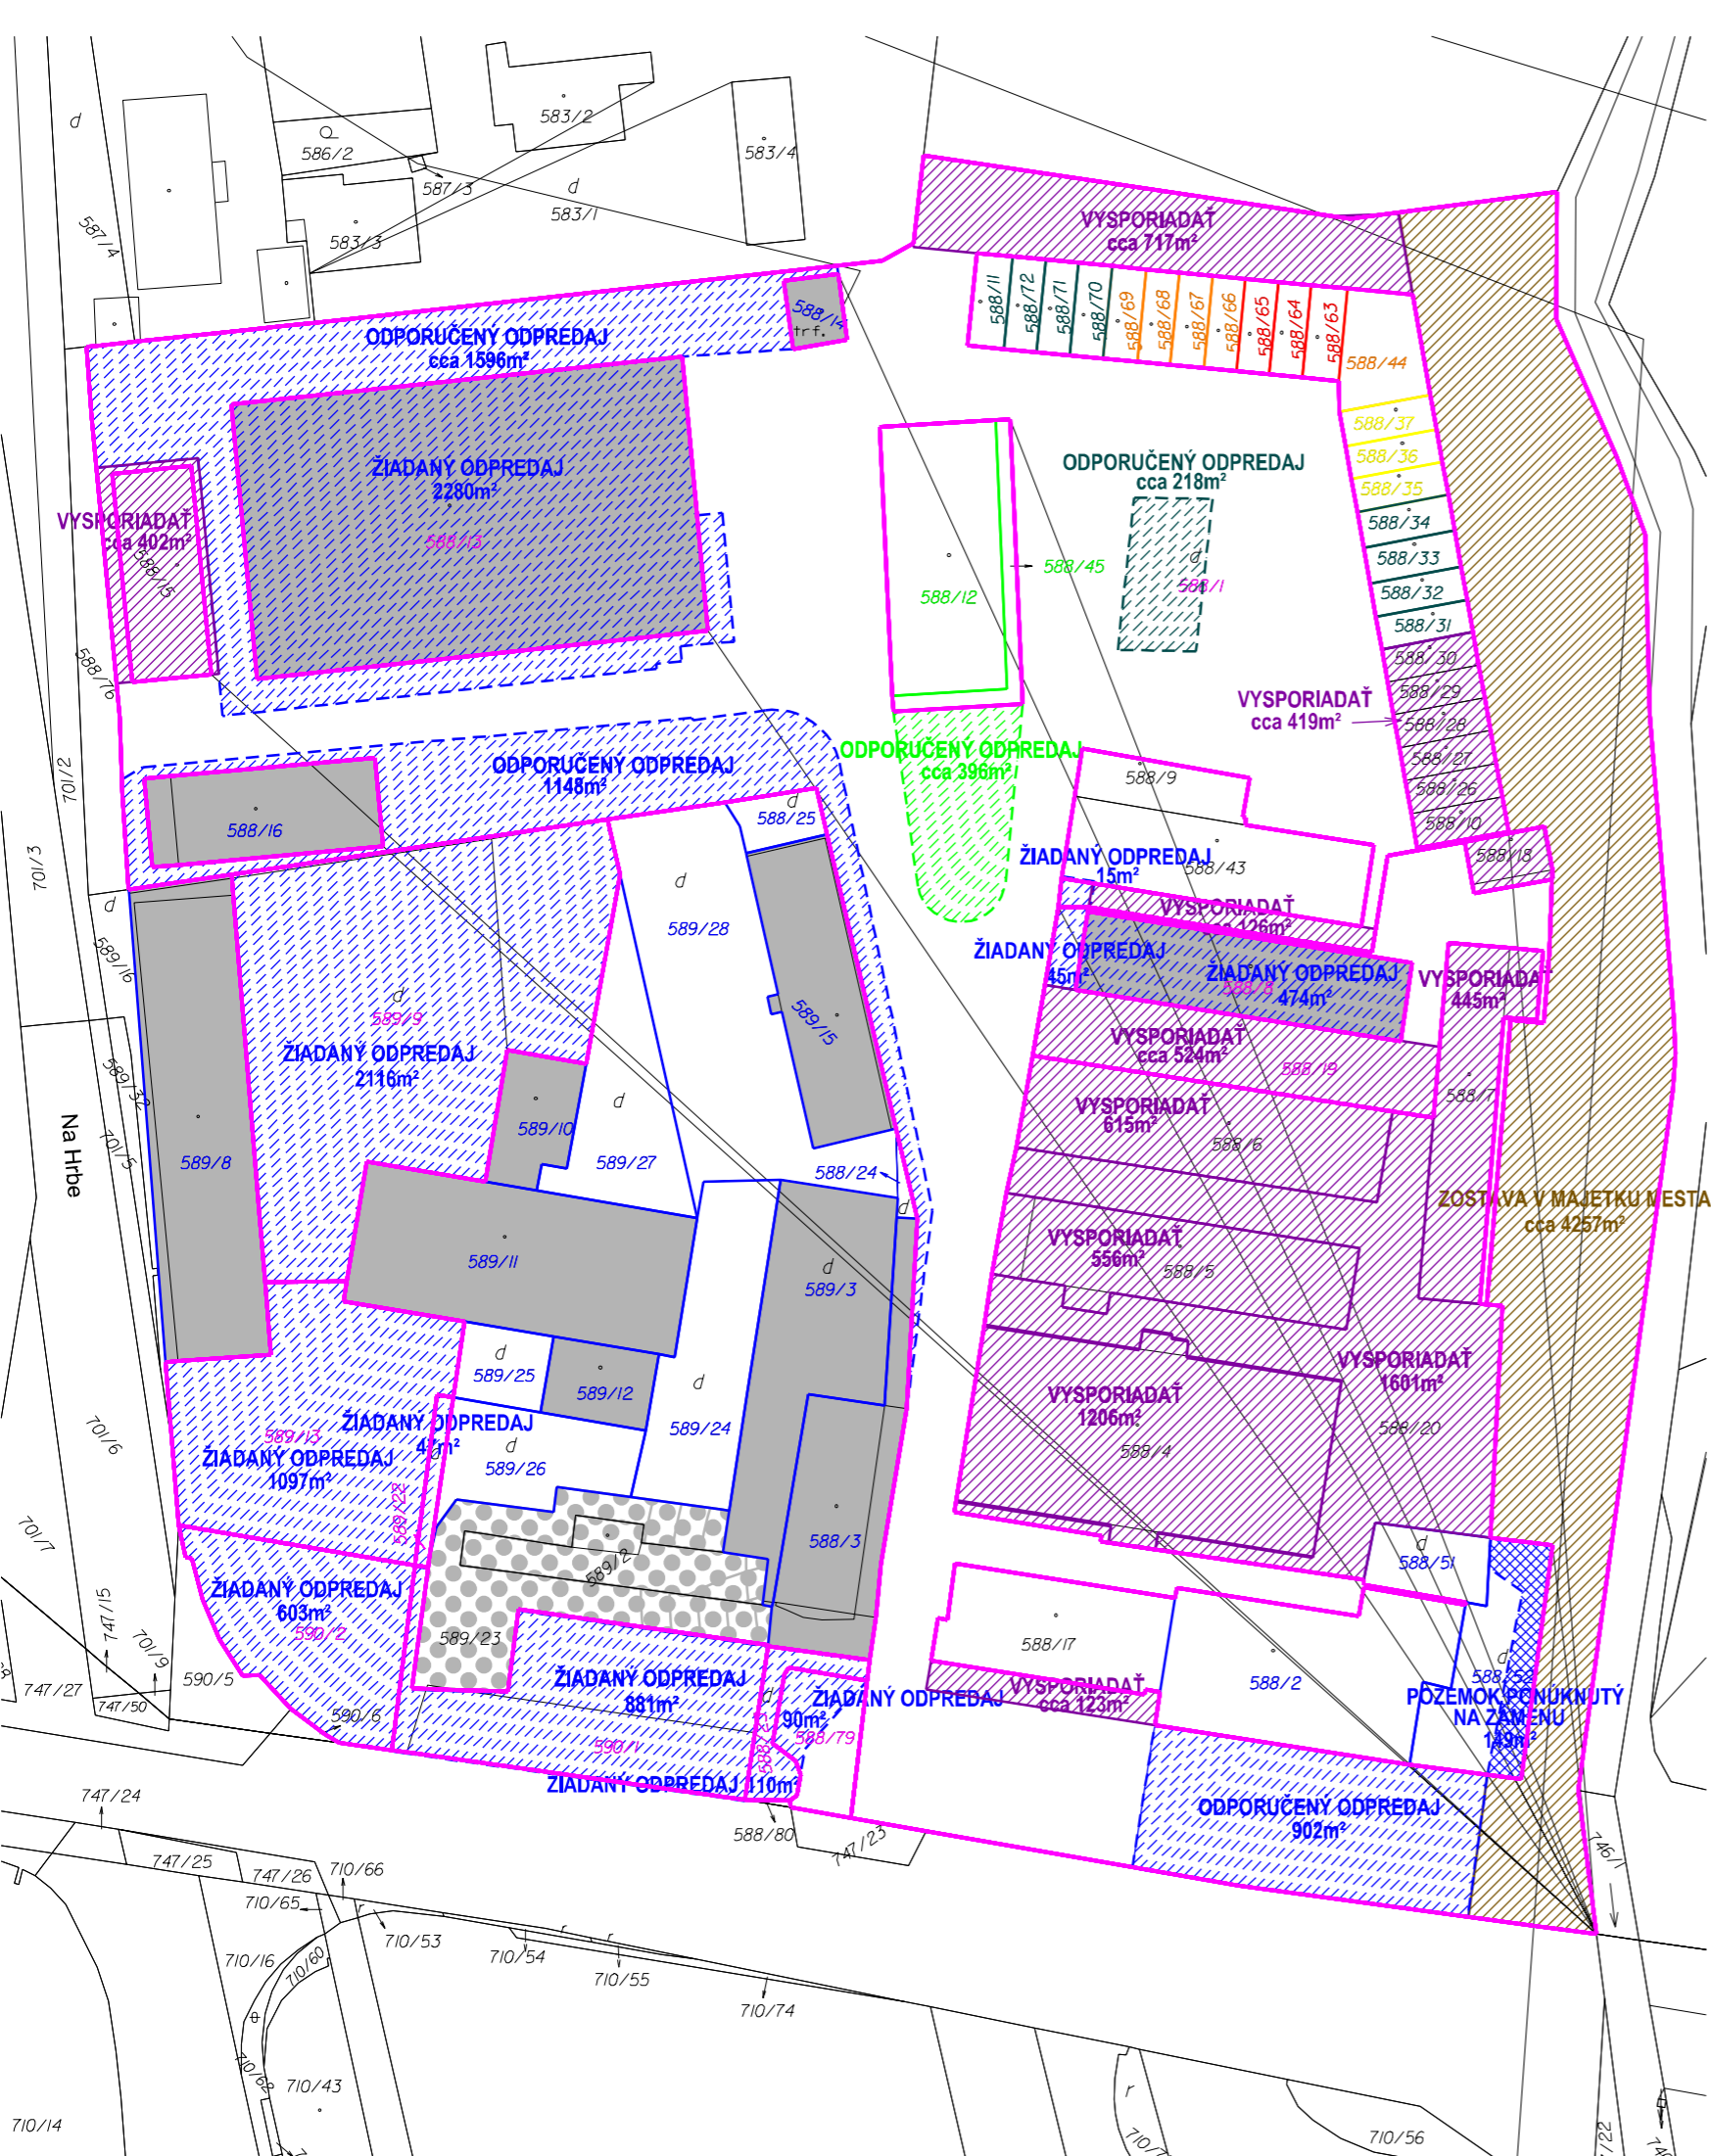 d
586/2
583/2
583/4
587/3
d
583/1
587/4
583/3
VYSPORIADAŤ
cca 717m²
588/11
588/72
588/71
588/70
588/69
588/68
588/67
588/66
588/65
588/64
588/63
588/44
588/14
trf.
ODPORUČENÝ ODPREDAJ
cca 1596m²
588/37
588/36
588/35
588/34
588/33
588/32
588/31
588/30
588/29
588/28
588/27
588/26
588/10
ŽIADANÝ ODPREDAJ
2280m²
588/13
ODPORUČENÝ ODPREDAJ
cca 218m²
d
588/1
VYSPORIADAŤ
cca 402m²
588/15
588/45
588/12
588/76
VYSPORIADAŤ
cca 419m²
701/2
ODPORUČENÝ ODPREDAJ
1148m²
ODPORUČENÝ ODPREDAJ
cca 396m²
588/9
d
588/25
588/16
701/3
588/18
ŽIADANÝ ODPREDAJ
15m²
588/43
d
589/28
d
589/16
VYSPORIADAŤ
126m²
ŽIADANÝ ODPREDAJ
45m²
ŽIADANÝ ODPREDAJ
588/8
474m²
VYSPORIADAŤ
445m²
d
589/9
589/15
ŽIADANÝ ODPREDAJ
2116m²
VYSPORIADAŤ
cca 524m²
588/19
589/32
588/7
VYSPORIADAŤ
615m²
588/6
d
589/10
589/27
Na Hrbe
701/5
589/8
588/24
d
ZOSTÁVA V MAJETKU MESTA
cca 4257m²
VYSPORIADAŤ
556m²
588/5
589/11
d
589/3
d
589/25
589/12
d
589/24
VYSPORIADAŤ
1601m²
VYSPORIADAŤ
1206m²
588/4
588/20
701/6
ŽIADANÝ ODPREDAJ
47m²
d
589/13
ŽIADANÝ ODPREDAJ
1097m²
d
589/26
589/22
701/7
588/3
d
588/51
589/2
ŽIADANÝ ODPREDAJ
603m²
590/2
747/15
701/9
589/23
588/17
588/2
d
588/52
747/27
590/5
747/50
590/6
ŽIADANÝ ODPREDAJ
881m²
590/1
d
ŽIADANÝ ODPREDAJ
90m²
588/79
VYSPORIADAŤ
cca 123m²
POZEMOK PONÚKNUTÝ
NA ZÁMENU
149m²
ŽIADANÝ ODPREDAJ 110m²
ODPORUČENÝ ODPREDAJ
902m²
747/24
588/80
747/23
746/1
747/25
747/26
710/66
710/65
r
710/53
r
r
710/54
710/55
710/74
710/16
710/60
710/62
710/43
710/14
r
710/56